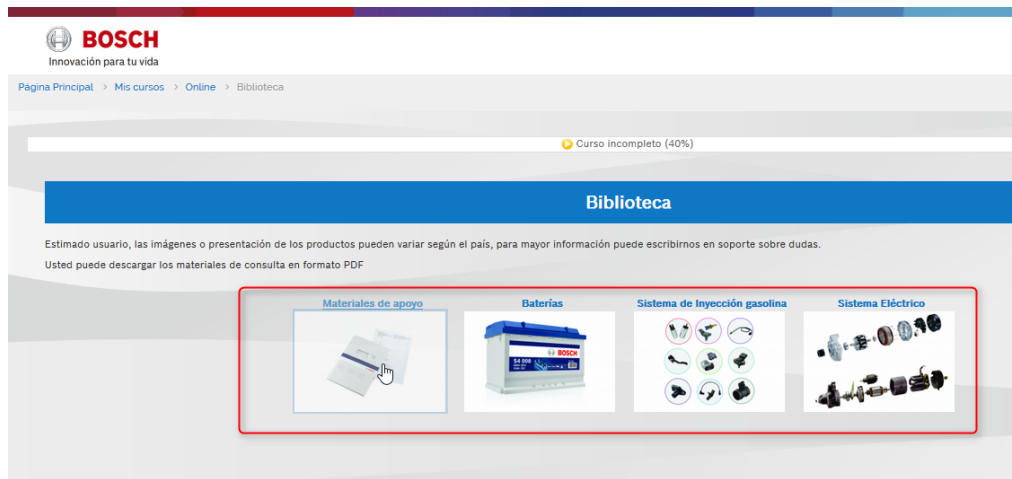 BOSCH
Innovación para tu vida
Página Principal > Mis cursos > Online > Biblioteca
Curso incompleto (40%)
Biblioteca
Estimado usuario, las imágenes o presentación de los productos pueden variar según el país, para mayor información puede escribirnos en soporte sobre dudas.
Usted puede descargar los materiales de consulta en formato PDF
Materiales de apoyo Baterías Sistema de Inyección gasolina Sistema Eléctrico
BOSCH
S4 008